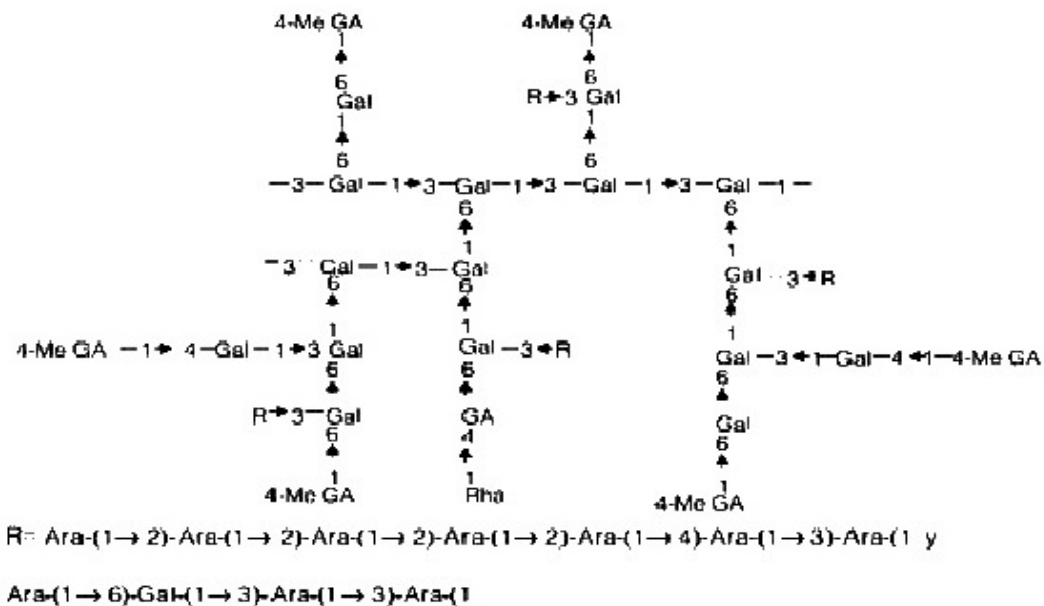 4-Me GA 4-Me GA
1 1
6 6
Gal R→3 Gal
1 1
6 6
—3—Gal—1→3—Gal—1→3—Gal—1→3—Gal—1—
6 6
1 1
—3—Gal—1→3—Gal Gal—3←R
6 6 6
1 1 1
4-Me GA—1→4—Gal—1→3 Gal Gal—3←R Gal—3←1—Gal—4←1—4-Me GA
6 6 6
R→3—Gal GA Gal
6 4 6
1 1 1
4-Me GA Rha 4-Me GA
R= Ara-(1→2)-Ara-(1→2)-Ara-(1→2)-Ara-(1→2)-Ara-(1→4)-Ara-(1→3)-Ara-(1 y
Ara-(1→6)-Gal-(1→3)-Ara-(1→3)-Ara-(1